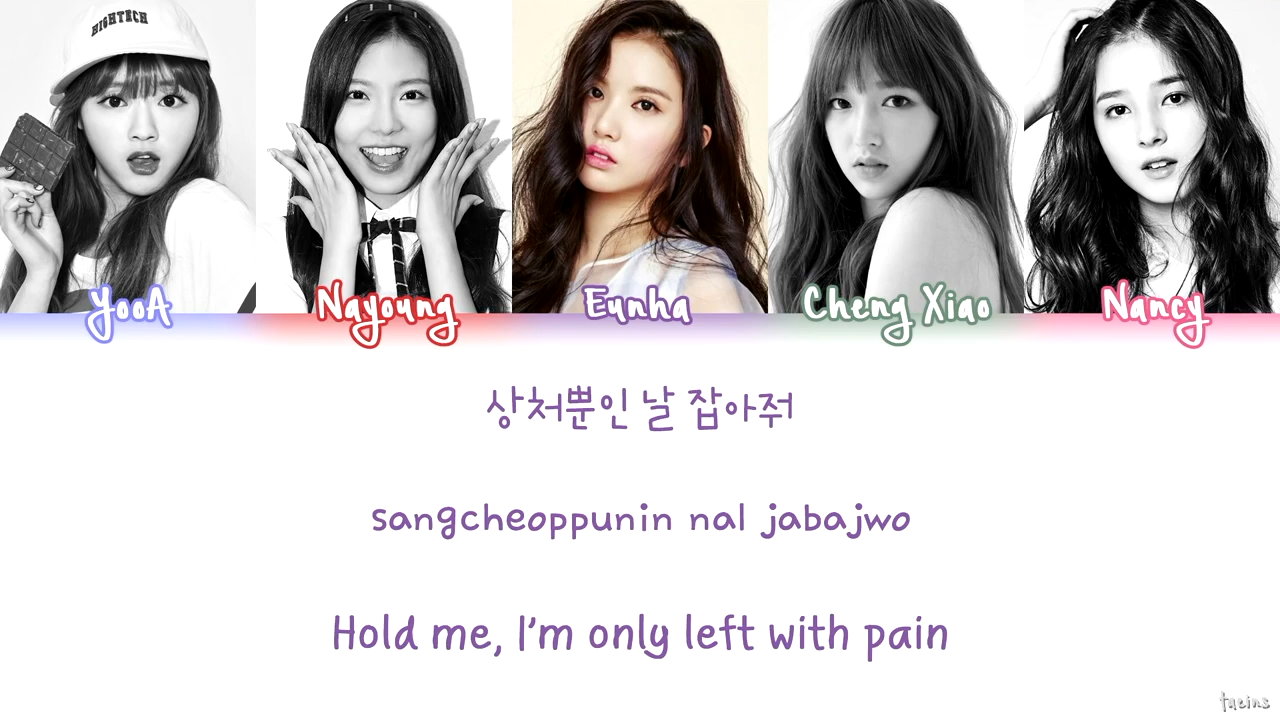 HIGHTECH
YooA Nayoung Eunha Cheng Xiao Nancy
상처뿐인 날 잡아줘
sangcheoppunin nal jabajwo
Hold me, I'm only left with pain
taeins